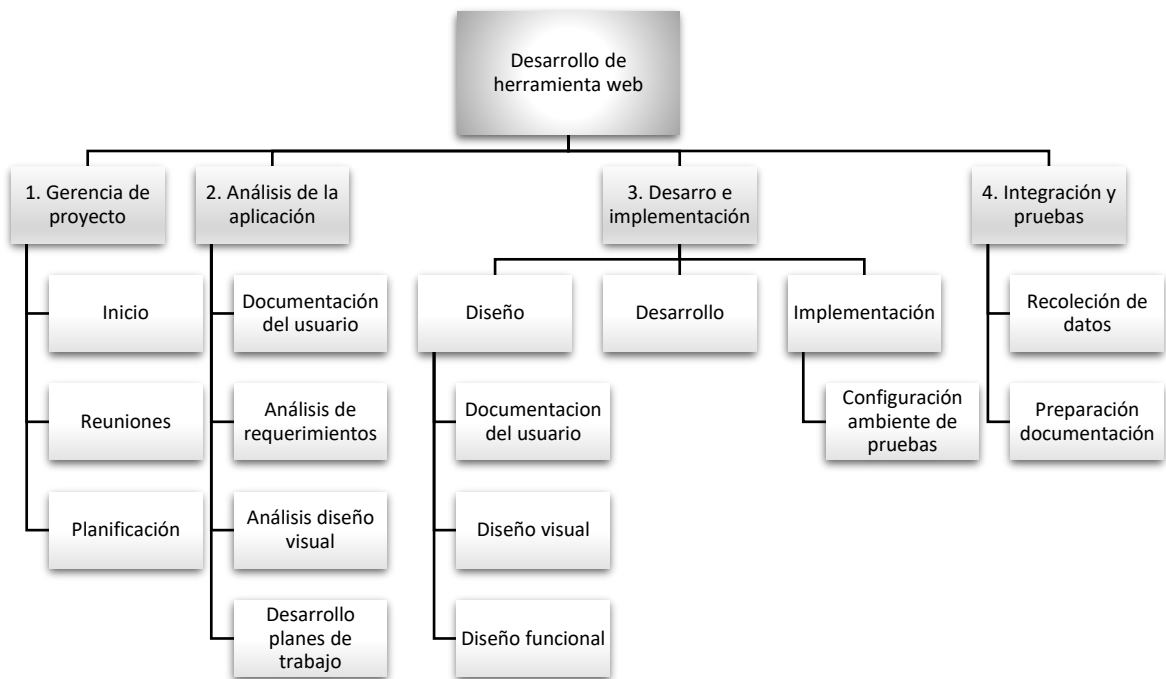 Desarrollo de
herramienta web
1. Gerencia de
proyecto
Inicio
Reuniones
Planificación
2. Análisis de la
aplicación
Documentación
del usuario
Análisis de
requerimientos
Análisis diseño
visual
Desarrollo
planes de
trabajo
3. Desarro e
implementación
Diseño
Documentacion
del usuario
Diseño visual
Diseño funcional
Desarrollo
Implementación
Configuración
ambiente de
pruebas
4. Integración y
pruebas
Recoleción de
datos
Preparación
documentación